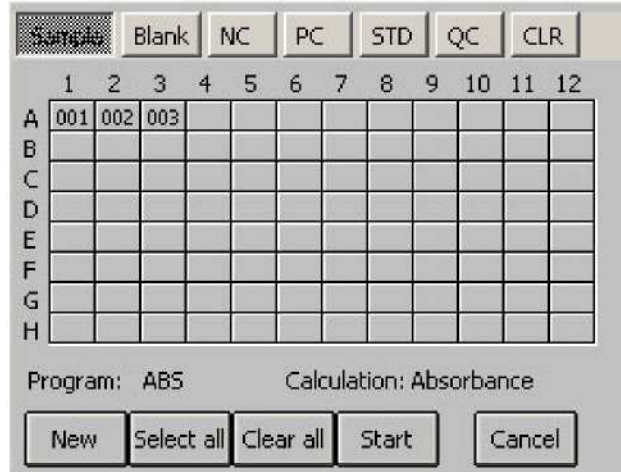 Sample Blank NC PC STD QC CLR
1 2 3 4 5 6 7 8 9 10 11 12
A 001 002 003
B
C
D
E
F
G
H
Program: ABS Calculation: Absorbance
New Select all Clear all Start Cancel